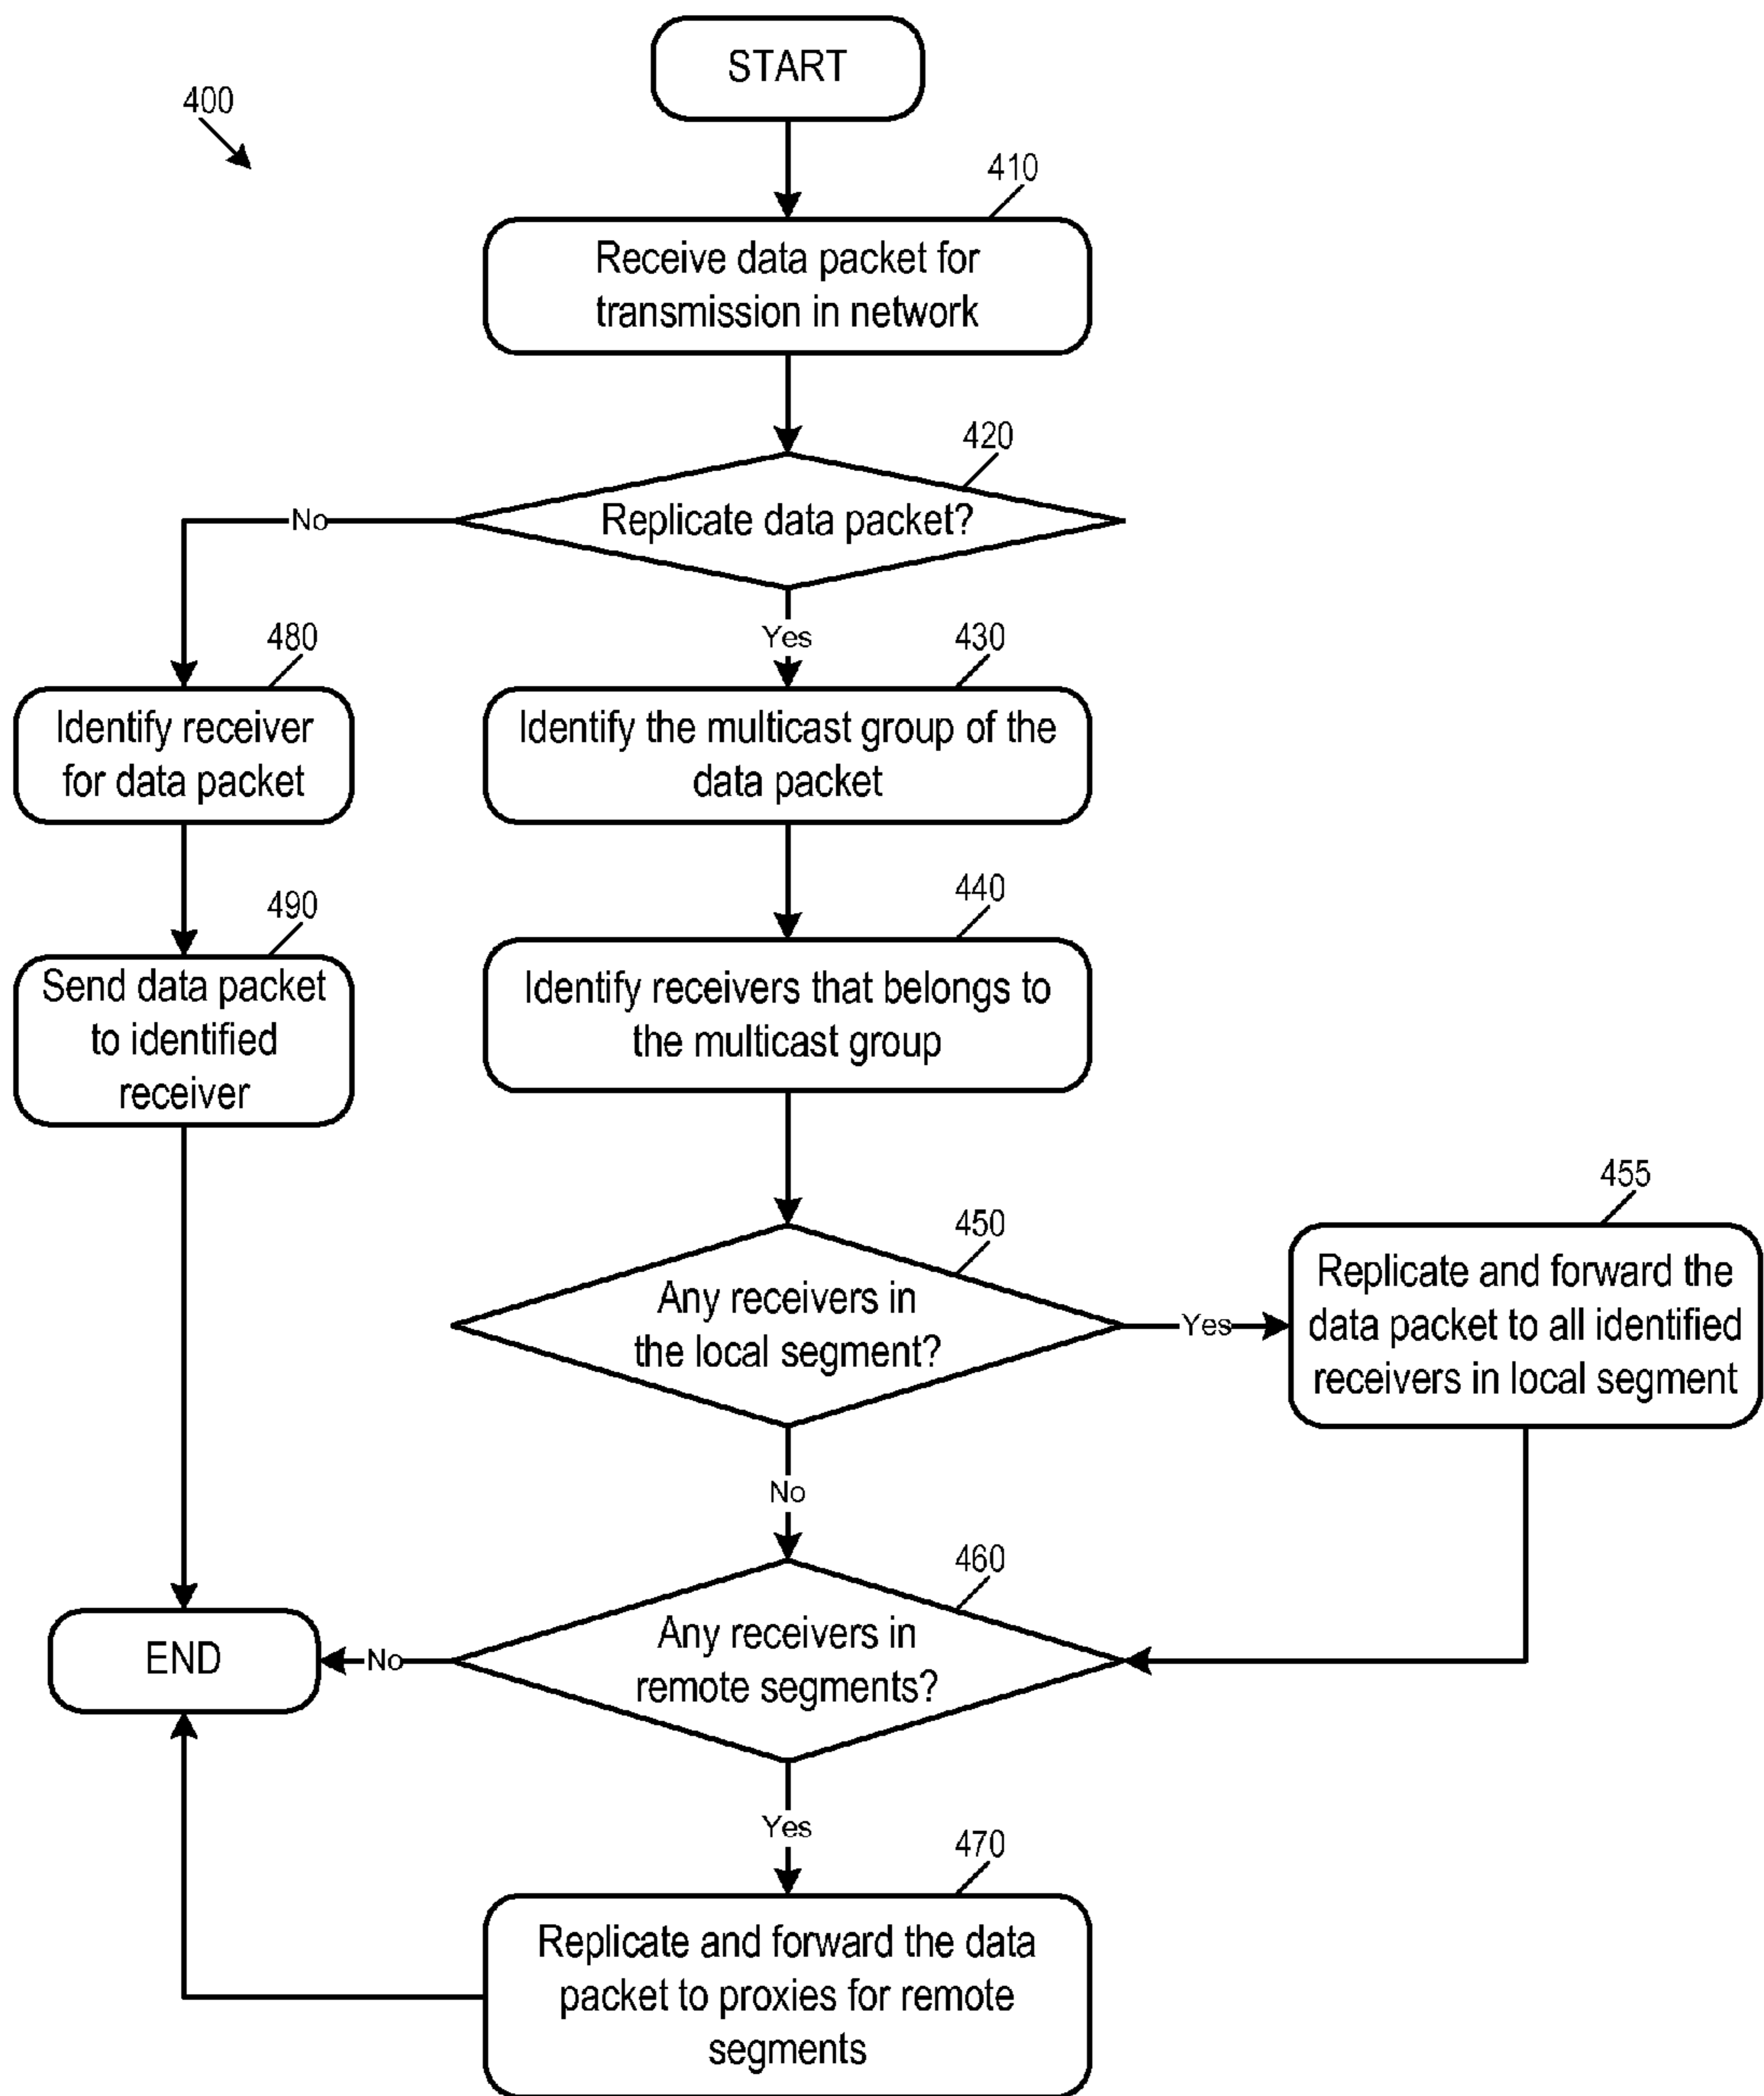 START
400
410
Receive data packet for
transmission in network
420
Replicate data packet?
No
Yes
480
430
Identify receiver
for data packet
Identify the multicast group of the
data packet
490
440
Send data packet
to identified
receiver
Identify receivers that belongs to
the multicast group
450
455
Any receivers in
the local segment?
Yes
Replicate and forward the
data packet to all identified
receivers in local segment
No
460
Any receivers in
remote segments?
No
END
Yes
470
Replicate and forward the data
packet to proxies for remote
segments